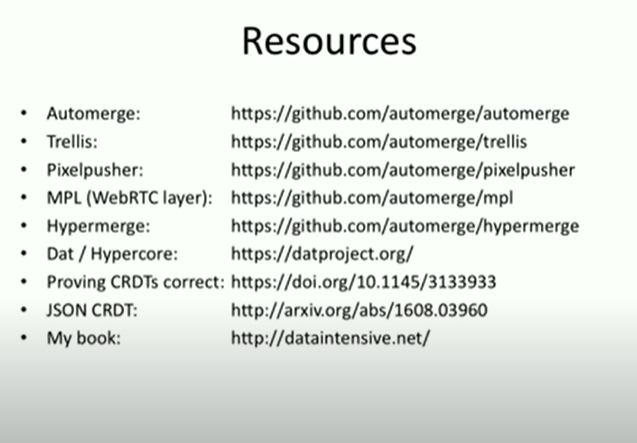 Resources
• Automerge: https://github.com/automerge/automerge
• Trellis: https://github.com/automerge/trellis
• Pixelpusher: https://github.com/automerge/pixelpusher
• MPL (WebRTC layer): https://github.com/automerge/mpl
• Hypermerge: https://github.com/automerge/hypermerge
• Dat / Hypercore: https://datproject.org/
• Proving CRDTs correct: https://doi.org/10.1145/3133933
• JSON CRDT: http://arxiv.org/abs/1608.03960
• My book: http://dataintensive.net/